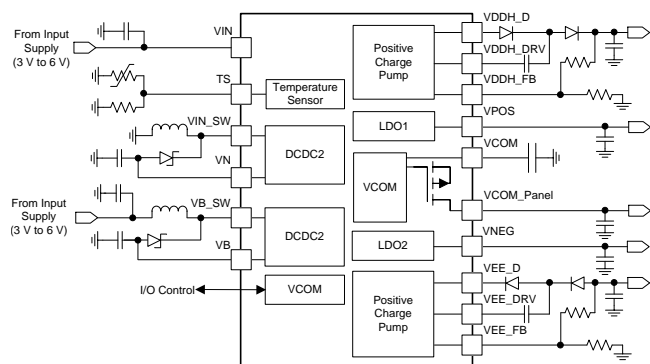 VIN
From Input
Supply
(3 V to 6 V)
TS
Temperature
Sensor
VIN_SW
DCDC2
VN
From Input
Supply
(3 V to 6 V)
VB_SW
DCDC2
VB
I/O Control
VCOM
Positive
Charge
Pump
VDDH_D
VDDH_DRV
VDDH_FB
LDO1
VPOS
VCOM
VCOM
VCOM_Panel
LDO2
VNEG
Positive
Charge
Pump
VEE_D
VEE_DRV
VEE_FB